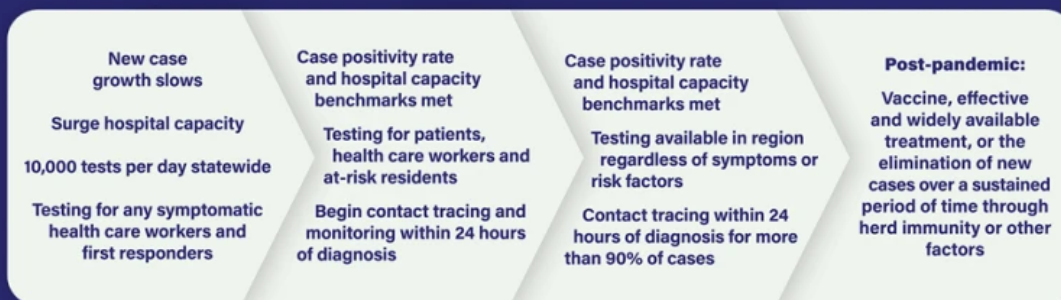 New case
growth slows
Surge hospital capacity
10,000 tests per day statewide
Testing for any symptomatic
health care workers and
first responders
Case positivity rate
and hospital capacity
benchmarks met
Testing for patients,
health care workers and
at-risk residents
Begin contact tracing and
monitoring within 24 hours
of diagnosis
Case positivity rate
and hospital capacity
benchmarks met
Testing available in region
regardless of symptoms or
risk factors
Contact tracing within 24
hours of diagnosis for more
than 90% of cases
Post-pandemic:
Vaccine, effective
and widely available
treatment, or the
elimination of new
cases over a sustained
period of time through
herd immunity or other
factors